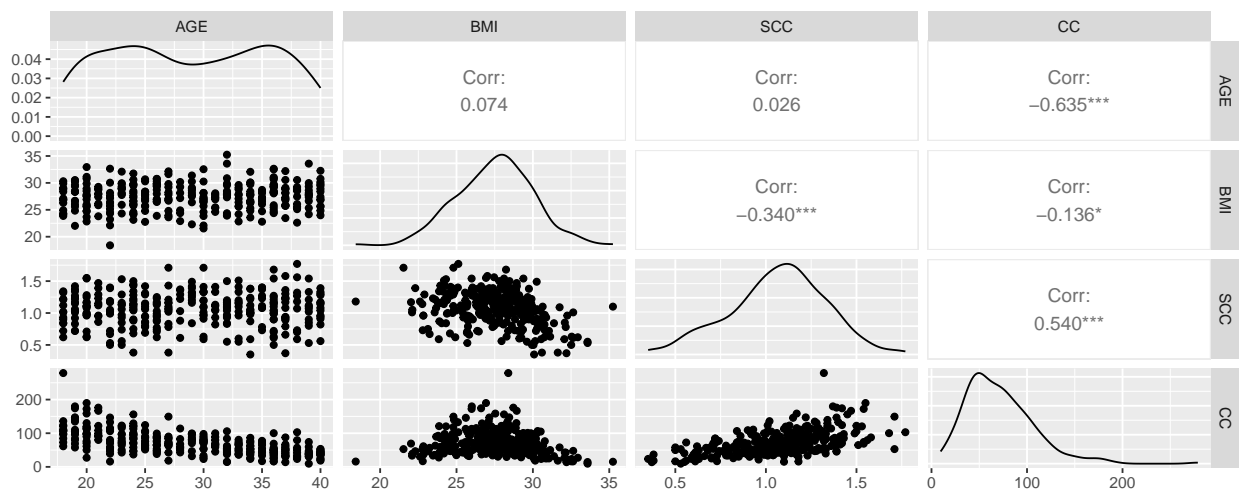 AGE BMI SCC CC
0.04
0.03
0.02
0.01
0.00
Corr:
0.074
Corr:
0.026
Corr:
−0.635***
AGE
35
30
25
20
Corr:
−0.340***
Corr:
−0.136*
BMI
1.5
1.0
0.5
Corr:
0.540***
SCC
200
100
0
CC
20 25 30 35 40 20 25 30 35 0.5 1.0 1.5 0 100 200